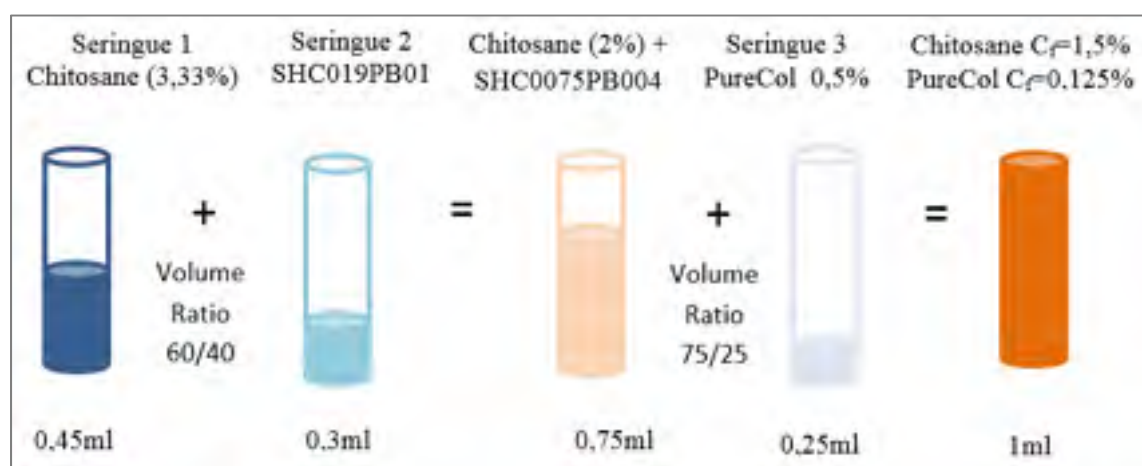 Seringue 1
Chitosane (3,33%)
Seringue 2
SHC019PB01
Chitosane (2%) +
SHC0075PB004
Seringue 3
PureCol 0,5%
Chitosane Cf=1,5%
PureCol Cf=0,125%
+
Volume
Ratio
60/40
=
+
Volume
Ratio
75/25
=
0,45ml
0,3ml
0,75ml
0,25ml
1ml